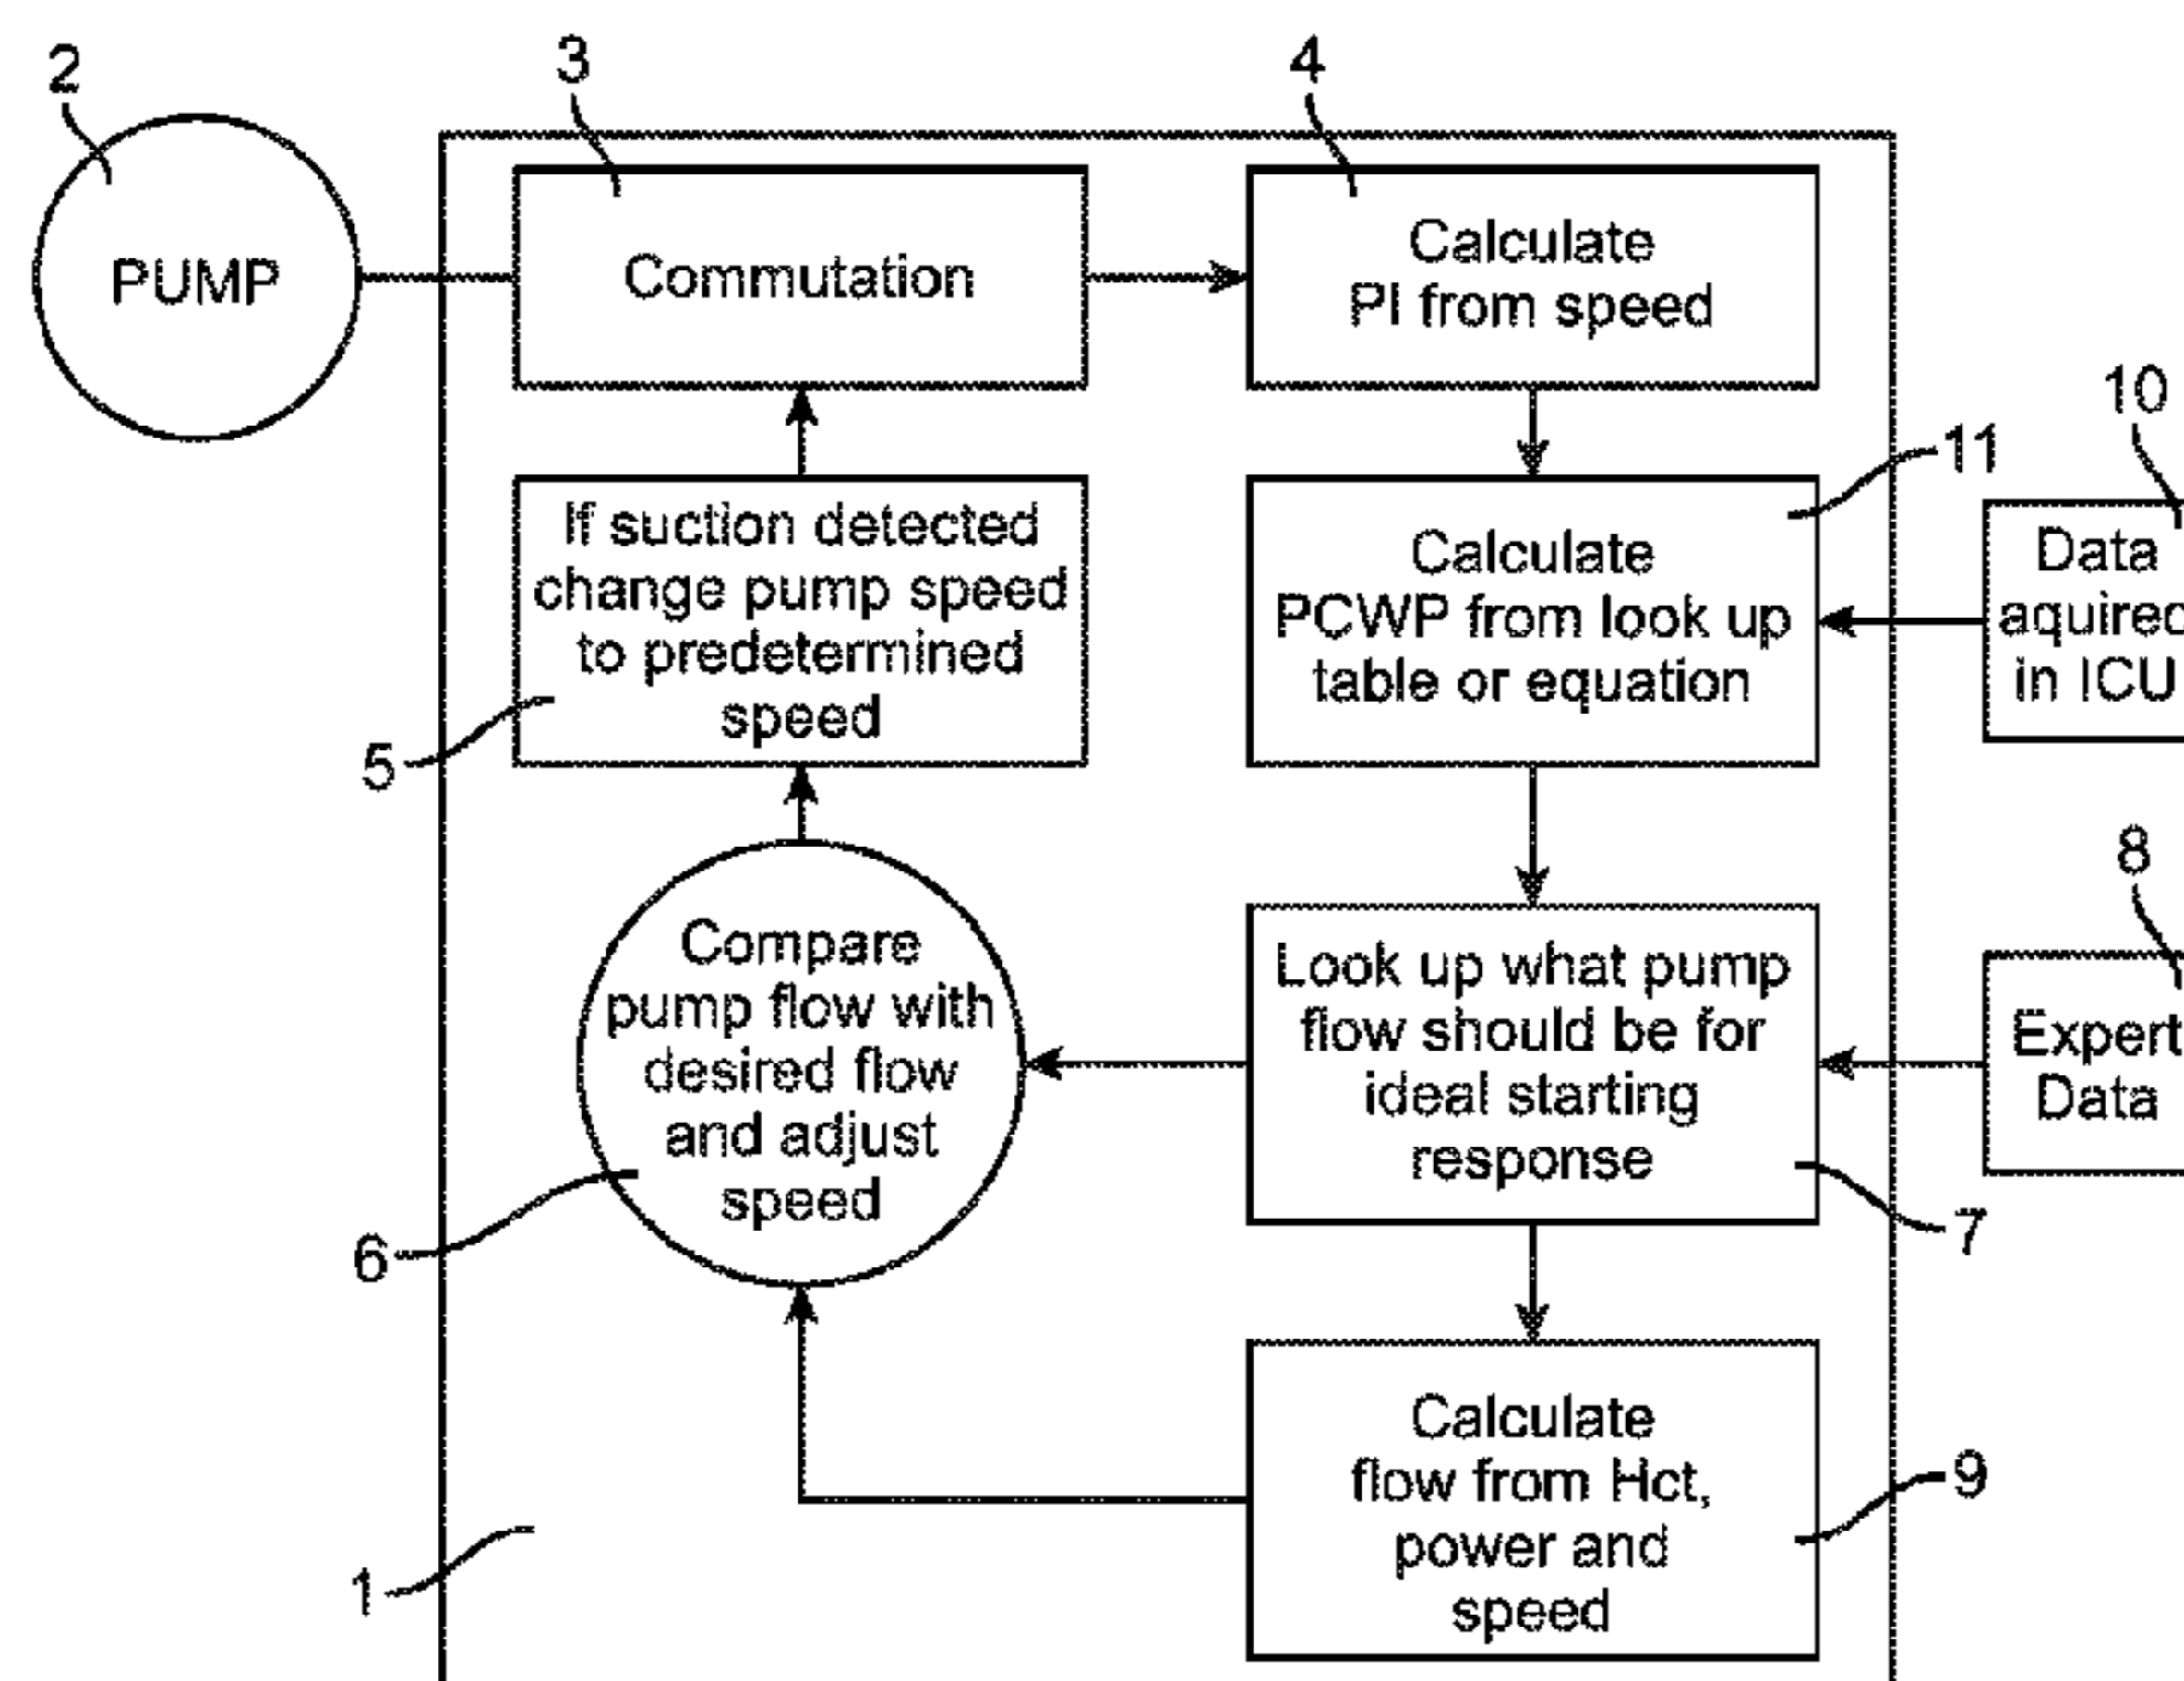 2
3
4
PUMP
Commutation
Calculate
PI from speed
10
11
If suction detected
change pump speed
to predetermined
speed
5
Calculate
PCWP from look up
table or equation
Data
aquired
in ICU
8
Compare
pump flow with
desired flow
and adjust
speed
6
Look up what pump
flow should be for
ideal starting
response
7
Expert
Data
Calculate
flow from Hct,
power and
speed
9
1